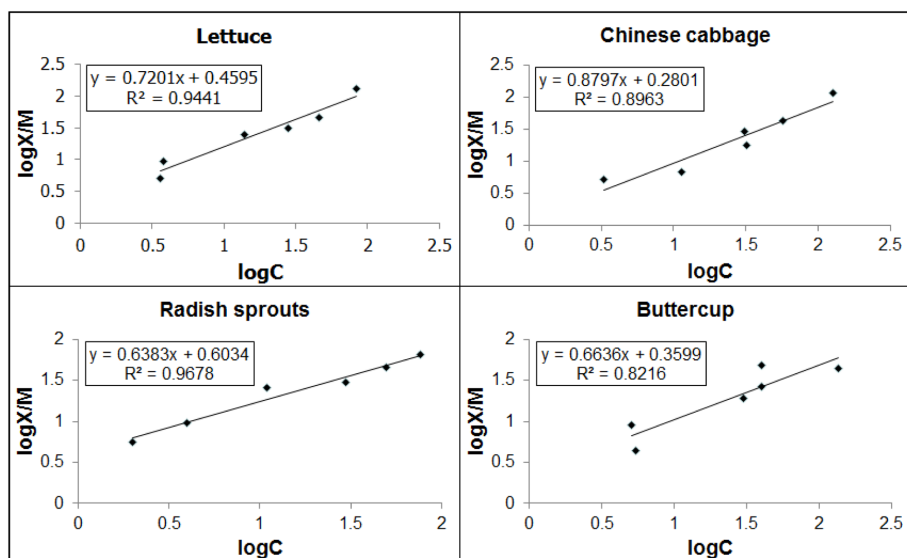 Lettuce
y = 0.7201x + 0.4595
R² = 0.9441
logX/M
2.5
2
1.5
1
0.5
0
0 0.5 1 1.5 2 2.5
logC
Chinese cabbage
y = 0.8797x + 0.2801
R² = 0.8963
logX/M
2.5
2
1.5
1
0.5
0
0 0.5 1 1.5 2 2.5
logC
Radish sprouts
y = 0.6383x + 0.6034
R² = 0.9678
logX/M
2
1.5
1
0.5
0
0 0.5 1 1.5 2
logC
Buttercup
y = 0.6636x + 0.3599
R² = 0.8216
logX/M
2
1.5
1
0.5
0
0 0.5 1 1.5 2 2.5
logC